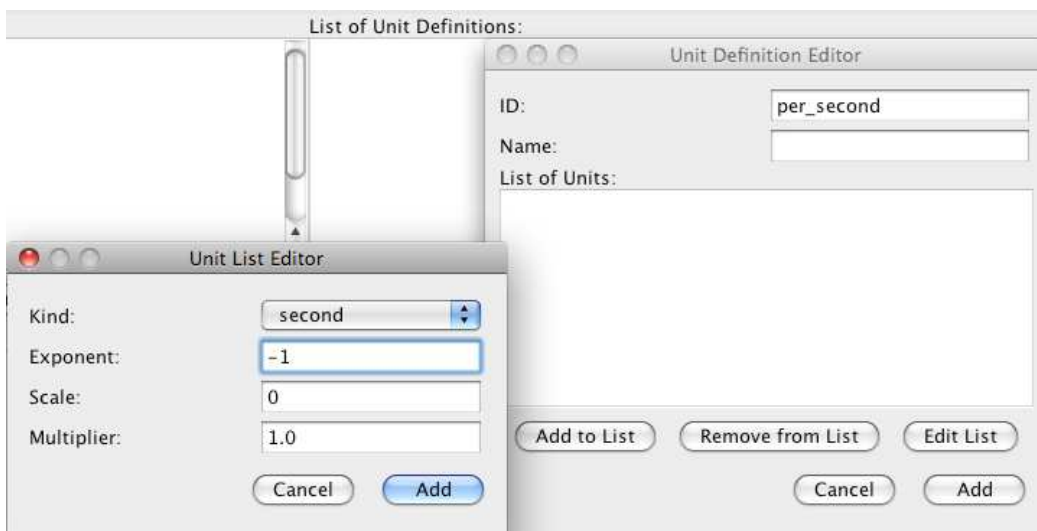 List of Unit Definitions:
Unit Definition Editor
ID: per_second
Name:
List of Units:
Add to List Remove from List Edit List
Cancel Add
Unit List Editor
Kind: second
Exponent: -1
Scale: 0
Multiplier: 1.0
Cancel Add